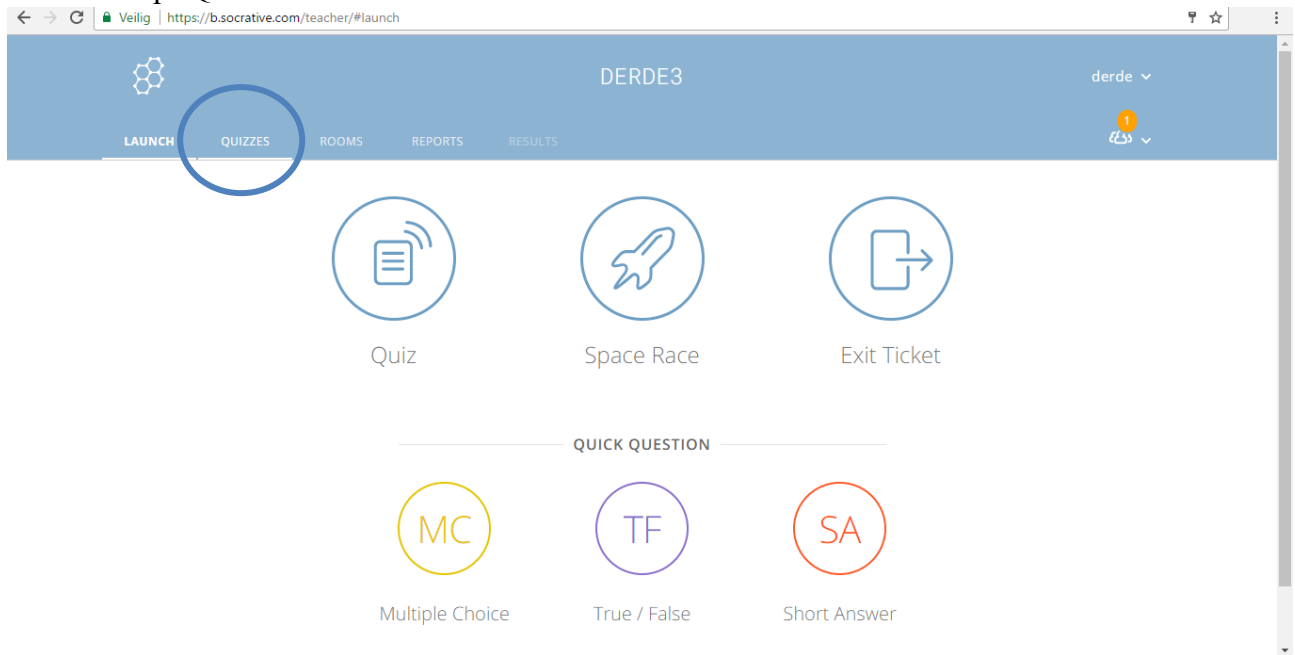 Veilig | https://b.socrative.com/teacher/#launch
DERDE3
derde
1
LAUNCH QUIZZES ROOMS REPORTS RESULTS
Quiz Space Race Exit Ticket
QUICK QUESTION
MC TF SA
Multiple Choice True / False Short Answer